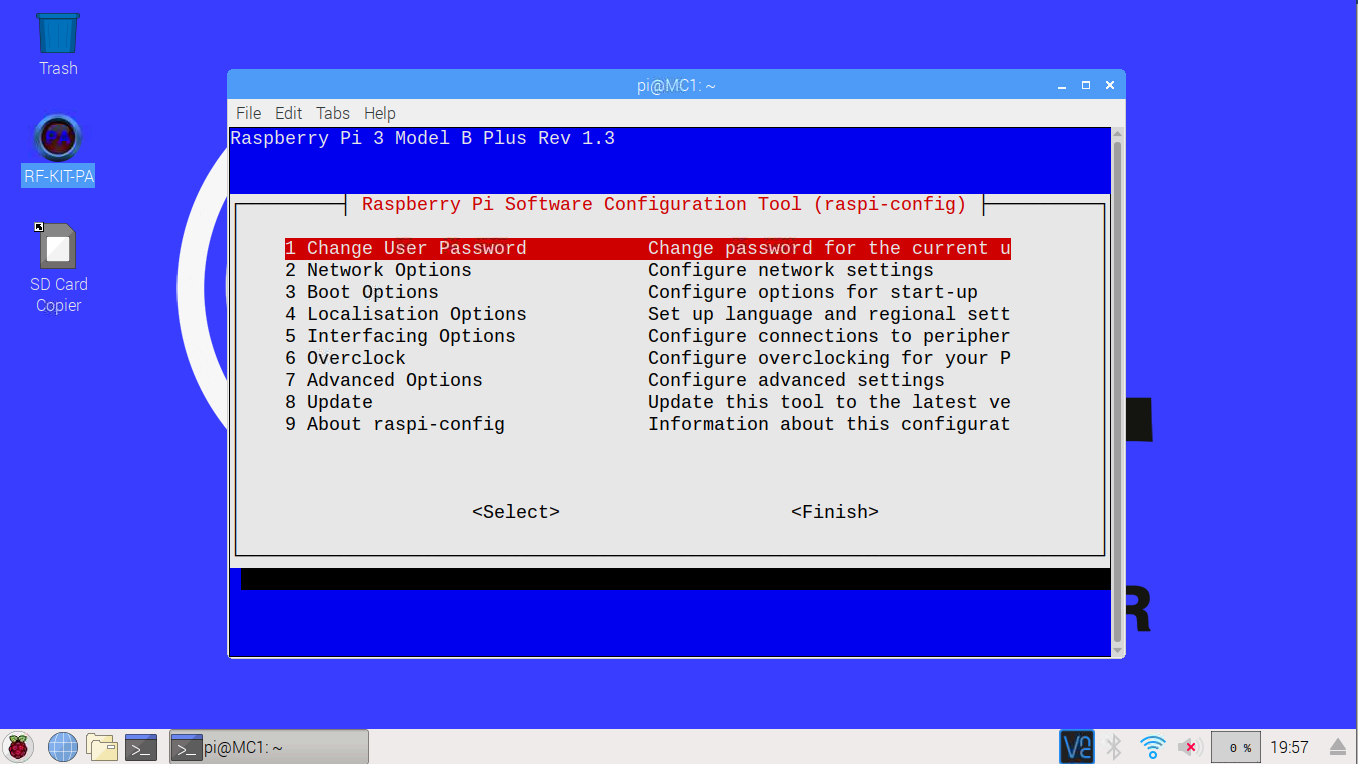 Trash
RF-KIT-PA
SD Card
Copier
pi@MC1: ~
File Edit Tabs Help
Raspberry Pi 3 Model B Plus Rev 1.3
Raspberry Pi Software Configuration Tool (raspi-config)
1 Change User Password Change password for the current u
2 Network Options Configure network settings
3 Boot Options Configure options for start-up
4 Localisation Options Set up language and regional sett
5 Interfacing Options Configure connections to peripher
6 Overclock Configure overclocking for your P
7 Advanced Options Configure advanced settings
8 Update Update this tool to the latest ve
9 About raspi-config Information about this configurat
<Select> <Finish>
R
>_ >_ pi@MC1: ~ VNC 0 % 19:57